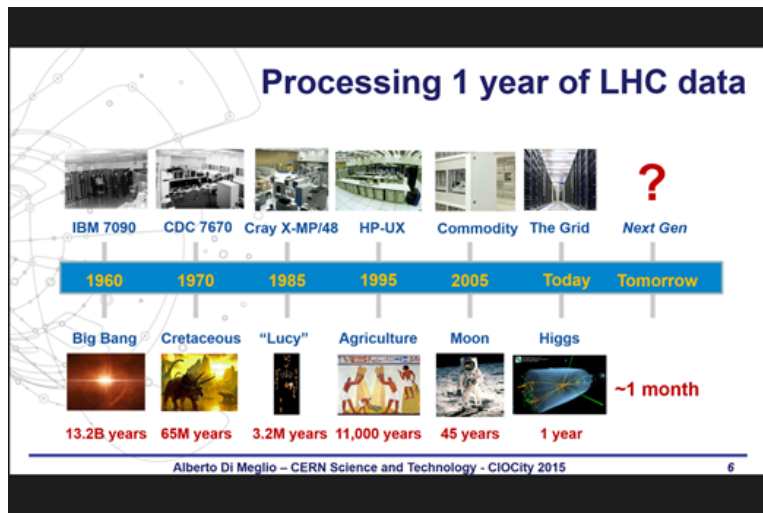 Processing 1 year of LHC data
?
IBM 7090 CDC 7670 Cray X-MP/48 HP-UX Commodity The Grid Next Gen
1960 1970 1985 1995 2005 Today Tomorrow
Big Bang Cretaceous “Lucy” Agriculture Moon Higgs
~1 month
13.2B years 65M years 3.2M years 11,000 years 45 years 1 year
Alberto Di Meglio – CERN Science and Technology - CIOCity 2015 6